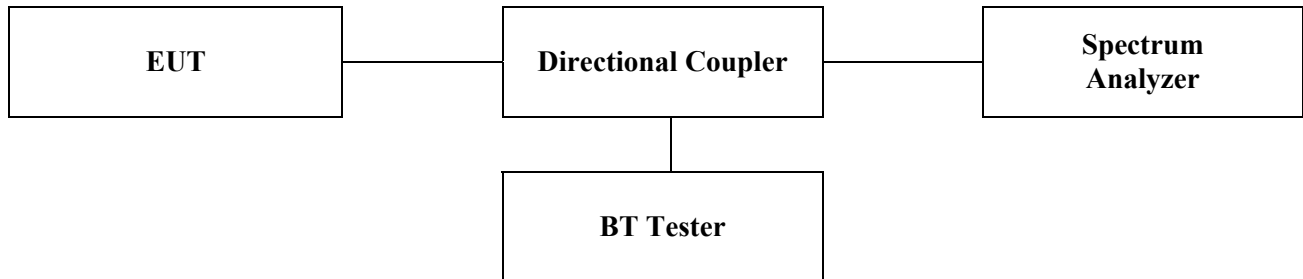 EUT
Directional Coupler
Spectrum
Analyzer
BT Tester